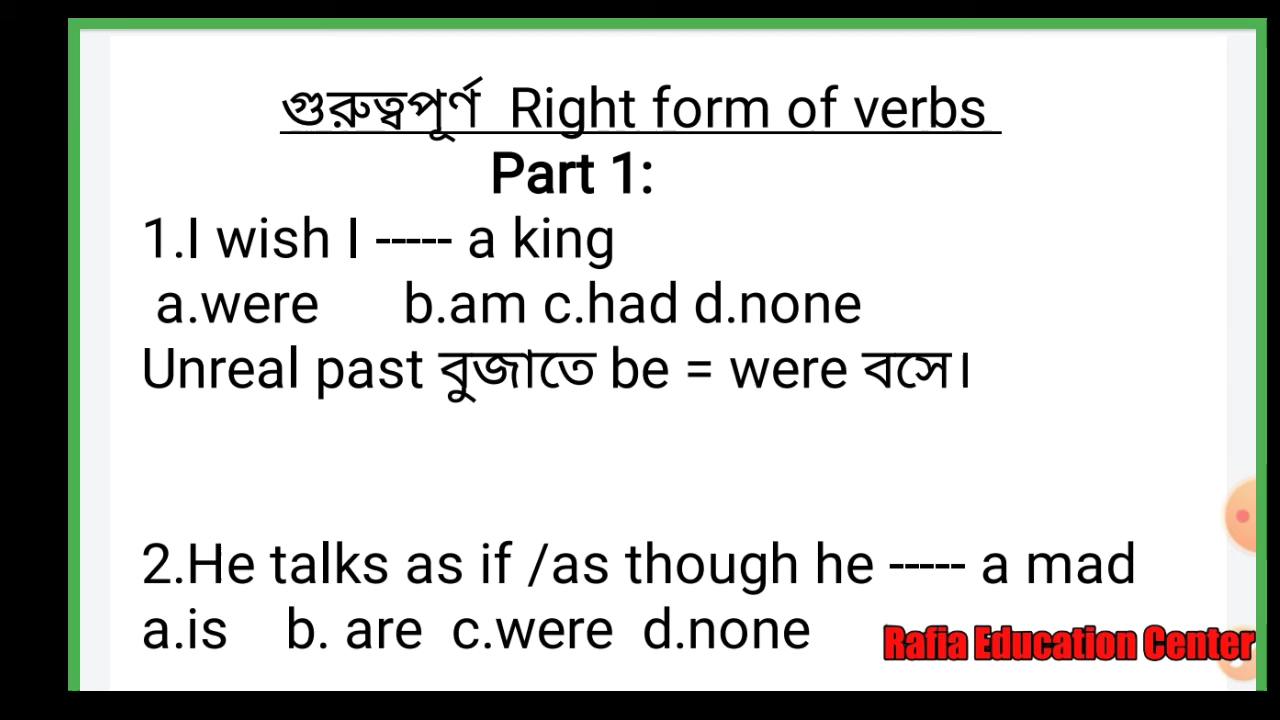 গুরুত্বপূর্ণ Right form of verbs
Part 1:
1.I wish I ----- a king
a.were b.am c.had d.none
Unreal past বুজাতে be = were বসে।
2.He talks as if /as though he ----- a mad
a.is b. are c.were d.none
Rafia Education Center